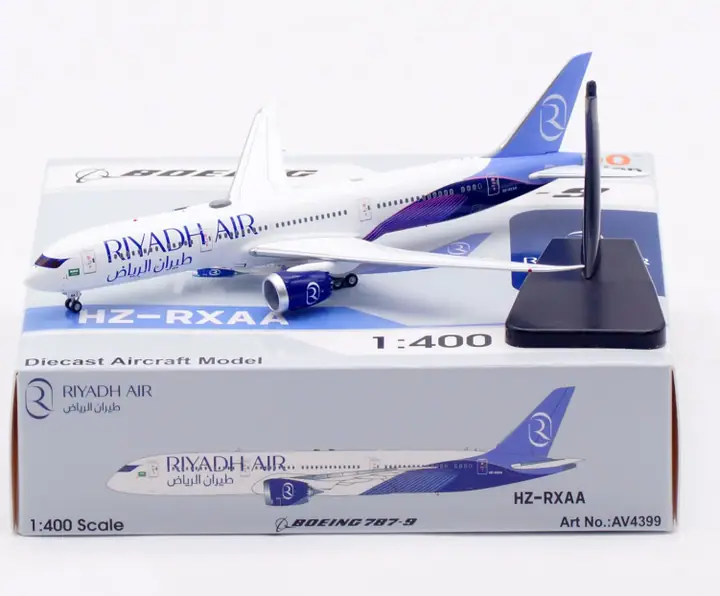 BOEING
RIYADH AIR
طيران الرياض
HZ-RXAA
1:400
Diecast Aircraft Model
RIYADH AIR
طيران الرياض
RIYADH AIR
طيران الرياض
HZ-RXAA
1:400 Scale
BOEING 787-9
Art No.:AV4399